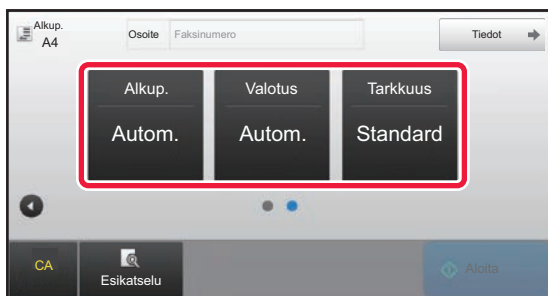 Alkup.
A4
Osoite
Faksinumero
Tiedot
Alkup.
Autom.
Valotus
Autom.
Tarkkuus
Standard
CA
Esikatselu
Aloita